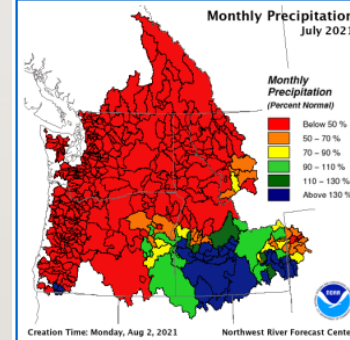 Monthly Precipitation
July 2021
Monthly
Precipitation
(Percent Normal)
Below 50 %
50 – 70 %
70 – 90 %
90 – 110 %
110 – 130 %
Above 130 %
Creation Time: Monday, Aug 2, 2021 Northwest River Forecast Cente